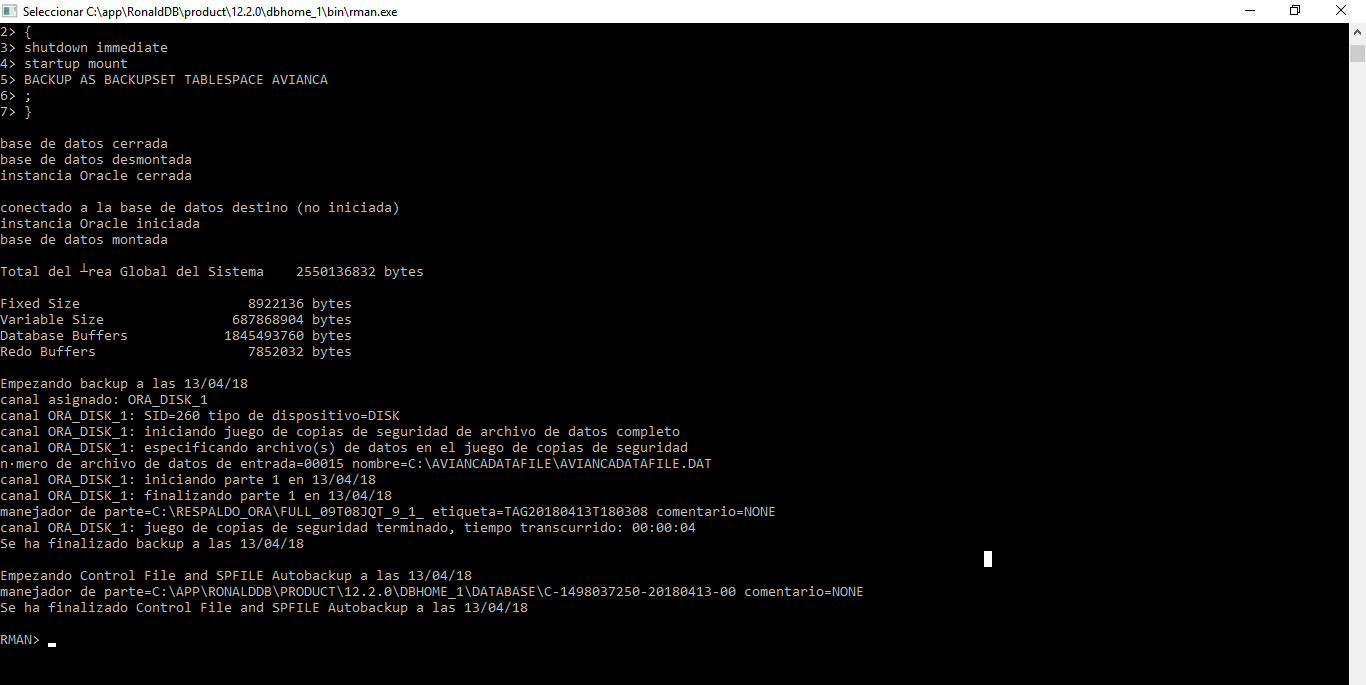 Seleccionar C:\app\RonaldDB\product\12.2.0\dbhome_1\bin\rman.exe
2> {
3> shutdown immediate
4> startup mount
5> BACKUP AS BACKUPSET TABLESPACE AVIANCA
6> ;
7> }
base de datos cerrada
base de datos desmontada
instancia Oracle cerrada
conectado a la base de datos destino (no iniciada)
instancia Oracle iniciada
base de datos montada
Total del ┴rea Global del Sistema    2550136832 bytes
Fixed Size                     8922136 bytes
Variable Size                687868904 bytes
Database Buffers            1845493760 bytes
Redo Buffers                   7852032 bytes
Empezando backup a las 13/04/18
canal asignado: ORA_DISK_1
canal ORA_DISK_1: SID=260 tipo de dispositivo=DISK
canal ORA_DISK_1: iniciando juego de copias de seguridad de archivo de datos completo
canal ORA_DISK_1: especificando archivo(s) de datos en el juego de copias de seguridad
n·mero de archivo de datos de entrada=00015 nombre=C:\AVIANCADATAFILE\AVIANCADATAFILE.DAT
canal ORA_DISK_1: iniciando parte 1 en 13/04/18
canal ORA_DISK_1: finalizando parte 1 en 13/04/18
manejador de parte=C:\RESPALDO_ORA\FULL_09T08JQT_9_1_ etiqueta=TAG20180413T180308 comentario=NONE
canal ORA_DISK_1: juego de copias de seguridad terminado, tiempo transcurrido: 00:00:04
Se ha finalizado backup a las 13/04/18
Empezando Control File and SPFILE Autobackup a las 13/04/18
manejador de parte=C:\APP\RONALDDB\PRODUCT\12.2.0\DBHOME_1\DATABASE\C-1498037250-20180413-00 comentario=NONE
Se ha finalizado Control File and SPFILE Autobackup a las 13/04/18
RMAN>